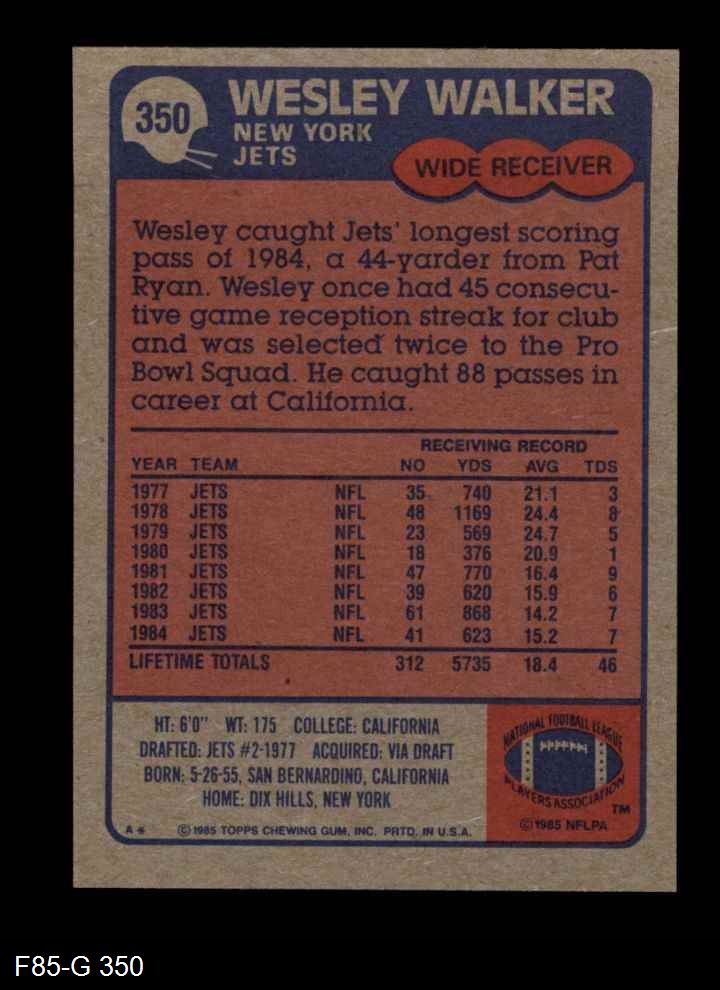 350
WESLEY WALKER
NEW YORK
JETS
WIDE RECEIVER
Wesley caught Jets' longest scoring
pass of 1984, a 44-yarder from Pat
Ryan. Wesley once had 45 consecu-
tive game reception streak for club
and was selected twice to the Pro
Bowl Squad. He caught 88 passes in
career at California.
RECEIVING RECORD
YEAR TEAM NO YDS AVG TDS
1977 JETS NFL 35 740 21.1 3
1978 JETS NFL 48 1169 24.4 8
1979 JETS NFL 23 569 24.7 5
1980 JETS NFL 18 376 20.9 1
1981 JETS NFL 47 770 16.4 9
1982 JETS NFL 39 620 15.9 6
1983 JETS NFL 61 868 14.2 7
1984 JETS NFL 41 623 15.2 7
LIFETIME TOTALS 312 5735 18.4 46
HT: 6'0" WT: 175 COLLEGE: CALIFORNIA
DRAFTED: JETS #2-1977 ACQUIRED: VIA DRAFT
BORN: 5-26-55, SAN BERNARDINO, CALIFORNIA
HOME: DIX HILLS, NEW YORK
A* © 1985 TOPPS CHEWING GUM, INC. PRTD. IN U.S.A.
NATIONAL FOOTBALL LEAGUE
PLAYERS ASSOCIATION
TM
© 1985 NFLPA
F85-G 350